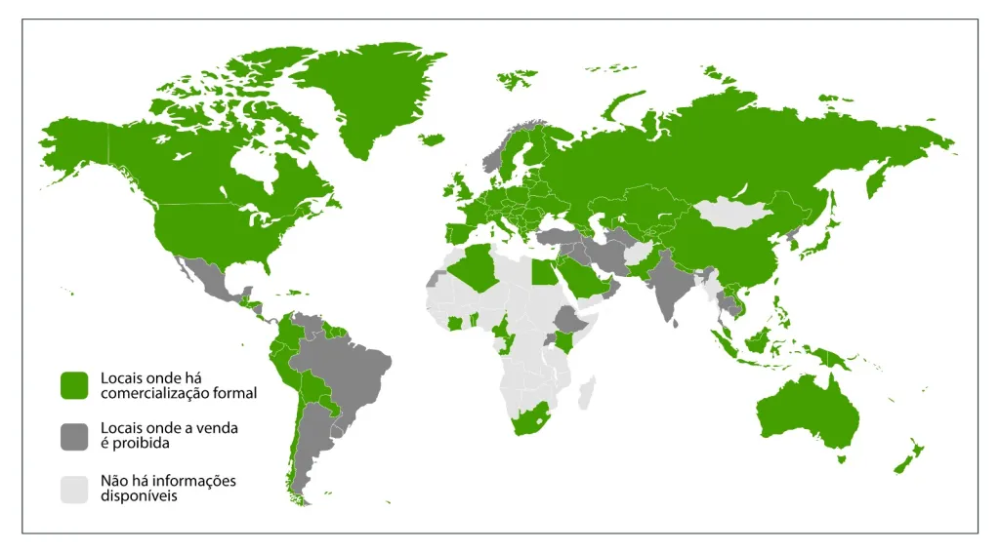 Locais onde há
comercialização formal
Locais onde a venda
é proibida
Não há informações
disponíveis